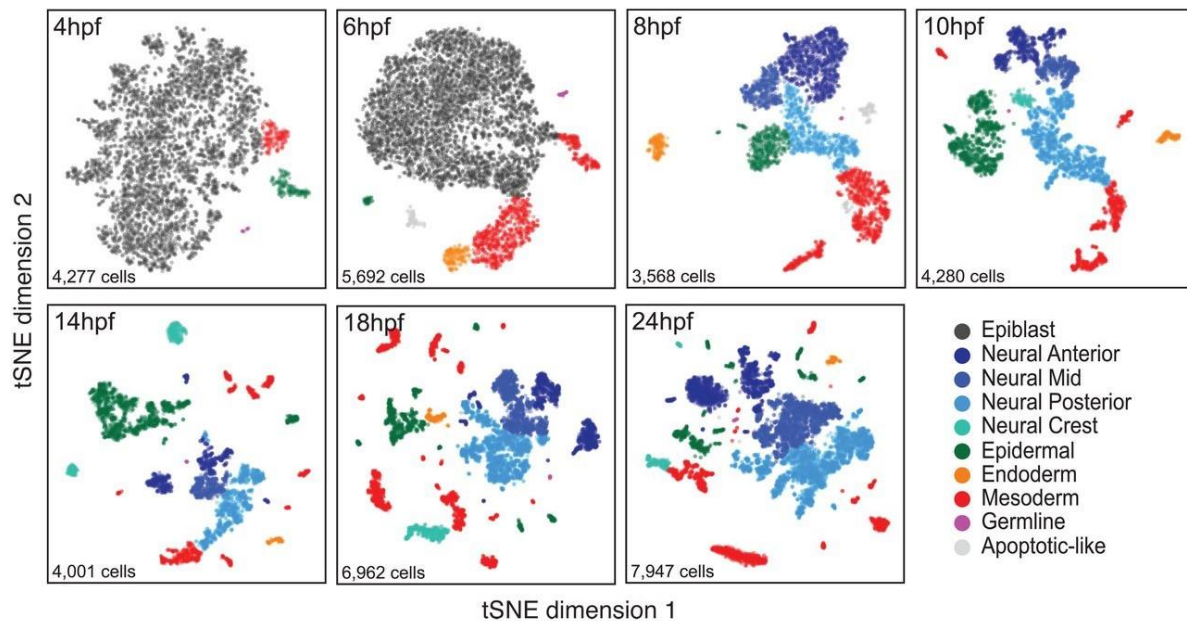 4hpf
4,277 cells
6hpf
5,692 cells
8hpf
3,568 cells
10hpf
4,280 cells
14hpf
4,001 cells
18hpf
6,962 cells
24hpf
7,947 cells
Epiblast
Neural Anterior
Neural Mid
Neural Posterior
Neural Crest
Epidermal
Endoderm
Mesoderm
Germline
Apoptotic-like
tSNE dimension 2
tSNE dimension 1